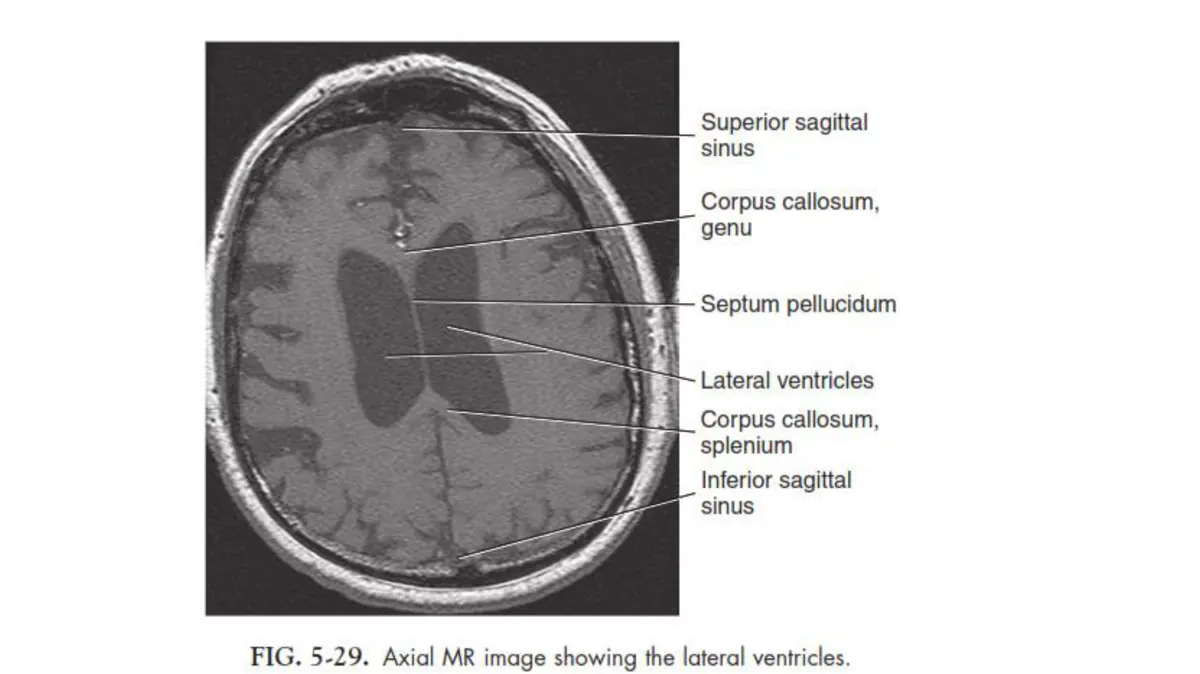 Superior sagittal
sinus
Corpus callosum,
genu
Septum pellucidum
Lateral ventricles
Corpus callosum,
splenium
Inferior sagittal
sinus
FIG. 5-29. Axial MR image showing the lateral ventricles.